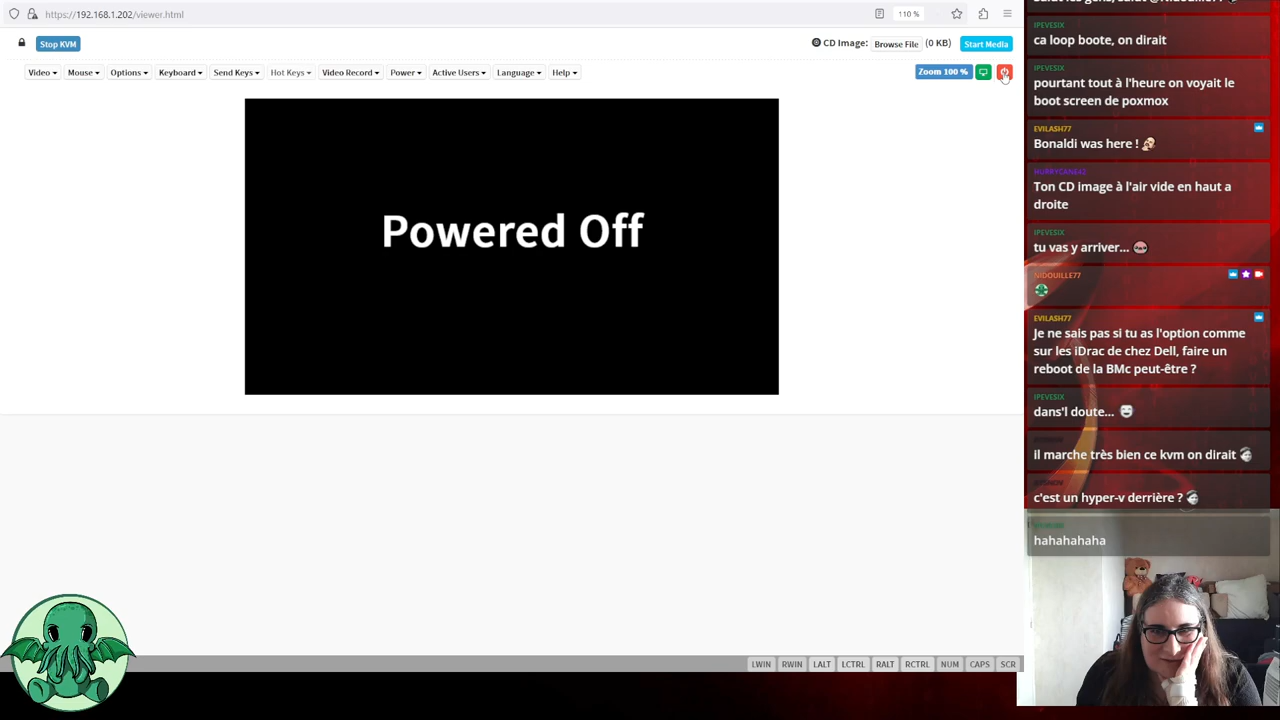 https://192.168.1.202/viewer.html
110 %
Stop KVM
CD Image:
Browse File
(0 KB)
Start Media
Video
Mouse
Options
Keyboard
Send Keys
Hot Keys
Video Record
Power
Active Users
Language
Help
Zoom 100 %
Powered Off
LWIN
RWIN
LALT
LCTRL
RALT
RCTRL
NUM
CAPS
SCR
IPEVESIX
ca loop boote, on dirait
IPEVESIX
pourtant tout à l'heure on voyait le
boot screen de poxmox
EVILASH77
Bonaldi was here !
HURRYCANE42
Ton CD image à l'air vide en haut a
droite
IPEVESIX
tu vas y arriver...
NIDOUILLE77
EVILASH77
Je ne sais pas si tu as l'option comme
sur les iDrac de chez Dell, faire un
reboot de la BMc peut-être ?
IPEVESIX
dans'l doute...
il marche très bien ce kvm on dirait
c'est un hyper-v derrière ?
hahahahaha